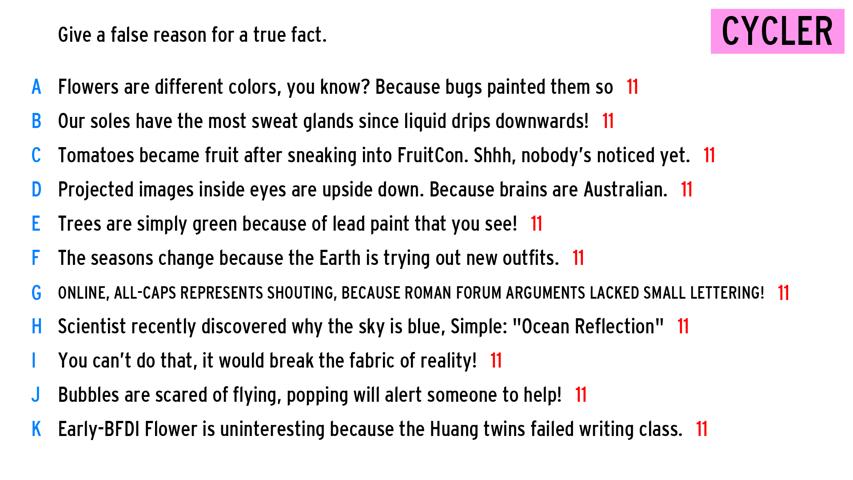 Give a false reason for a true fact.
CYCLER
A Flowers are different colors, you know? Because bugs painted them so 11
B Our soles have the most sweat glands since liquid drips downwards! 11
C Tomatoes became fruit after sneaking into FruitCon. Shhh, nobody's noticed yet. 11
D Projected images inside eyes are upside down. Because brains are Australian. 11
E Trees are simply green because of lead paint that you see! 11
F The seasons change because the Earth is trying out new outfits. 11
G ONLINE, ALL-CAPS REPRESENTS SHOUTING, BECAUSE ROMAN FORUM ARGUMENTS LACKED SMALL LETTERING! 11
H Scientist recently discovered why the sky is blue, Simple: "Ocean Reflection" 11
I You can't do that, it would break the fabric of reality! 11
J Bubbles are scared of flying, popping will alert someone to help! 11
K Early-BFDI Flower is uninteresting because the Huang twins failed writing class. 11